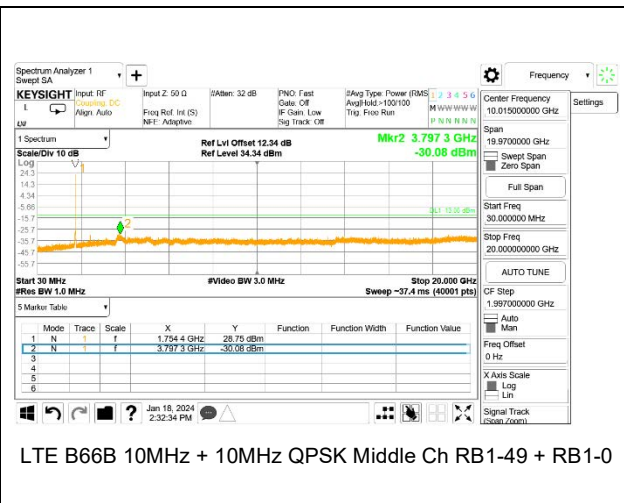 Spectrum Analyzer 1
Swept SA
+
Frequency
KEYSIGHT
Input: RF
Coupling: DC
Align: Auto
Input Z: 50 Ω
Freq Ref: Int (S)
NFE: Adaptive
#Atten: 32 dB
PNO: Fast
Gate: Off
IF Gain: Low
Sig Track: Off
#Avg Type: Power (RMS
Avg|Hold:>100/100
Trig: Free Run
1 2 3 4 5 6
M W W W W W
P N N N N N
Center Frequency
10.015000000 GHz
Settings
Span
19.9700000 GHz
Swept Span
Zero Span
Full Span
Start Freq
30.000000 MHz
Stop Freq
20.000000000 GHz
AUTO TUNE
CF Step
1.997000000 GHz
Auto
Man
Freq Offset
0 Hz
X Axis Scale
Log
Lin
Signal Track
(Span Zoom)
1 Spectrum
Scale/Div 10 dB
Log
Ref Lvl Offset 12.34 dB
Ref Level 34.34 dBm
Mkr2 3.797 3 GHz
-30.08 dBm
24.3
14.3
4.34
-5.66
-15.7
-25.7
-35.7
-45.7
-55.7
2
Start 30 MHz
#Res BW 1.0 MHz
#Video BW 3.0 MHz
Stop 20.000 GHz
Sweep ~37.4 ms (40001 pts)
5 Marker Table
Mode Trace Scale X Y Function Function Width Function Value
1 N 1 f 1.754 4 GHz 28.75 dBm
2 N 1 f 3.797 3 GHz -30.08 dBm
3
4
5
6
? Jan 18, 2024
2:32:34 PM
LTE B66B 10MHz + 10MHz QPSK Middle Ch RB1-49 + RB1-0